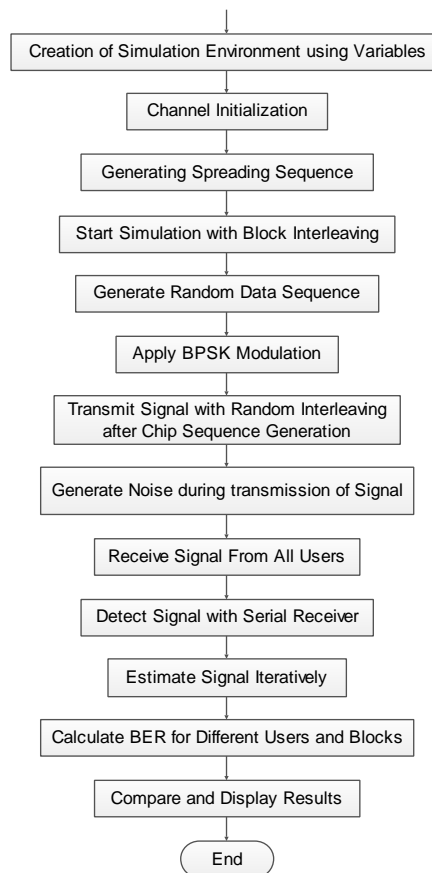 Creation of Simulation Environment using Variables
Channel Initialization
Generating Spreading Sequence
Start Simulation with Block Interleaving
Generate Random Data Sequence
Apply BPSK Modulation
Transmit Signal with Random Interleaving
after Chip Sequence Generation
Generate Noise during transmission of Signal
Receive Signal From All Users
Detect Signal with Serial Receiver
Estimate Signal Iteratively
Calculate BER for Different Users and Blocks
Compare and Display Results
End